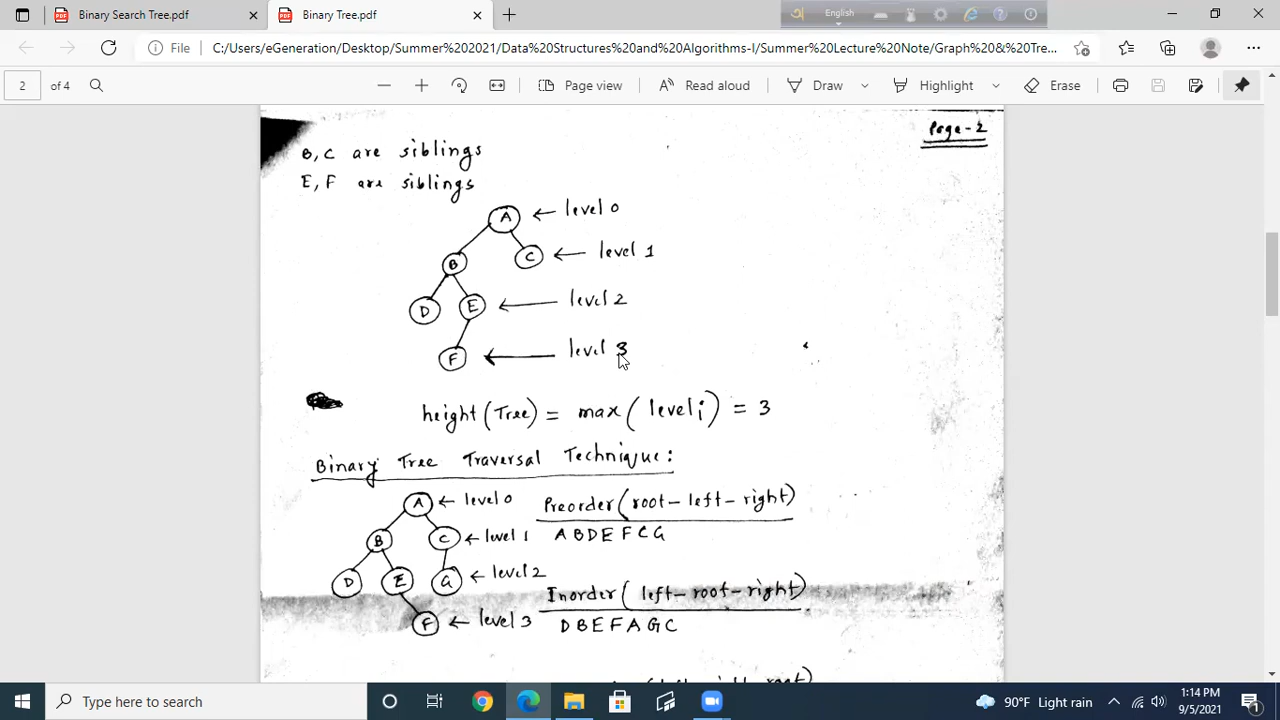 Binary Search Tree.pdf
Binary Tree.pdf
English
File
C:/Users/eGeneration/Desktop/Summer%202021/Data%20Structures%20and%20Algorithms-I/Summer%20Lecture%20Note/Graph%20&%20Tre...
2 of 4
Page view
Read aloud
Draw
Highlight
Erase
Page-2
B, C are siblings
E, F are siblings
A ← level 0
B C ← level 1
D E ← level 2
F ← level 3
height (Tree) = max ( level i ) = 3
Binary Tree Traversal Technique:
A ← level 0
Preorder (root-left-right)
B C ← level 1
A B D E F C G
D E G ← level 2
Inorder ( left-root-right)
F ← level 3
D B E F A G C
Type here to search
90°F Light rain
1:14 PM
9/5/2021
1